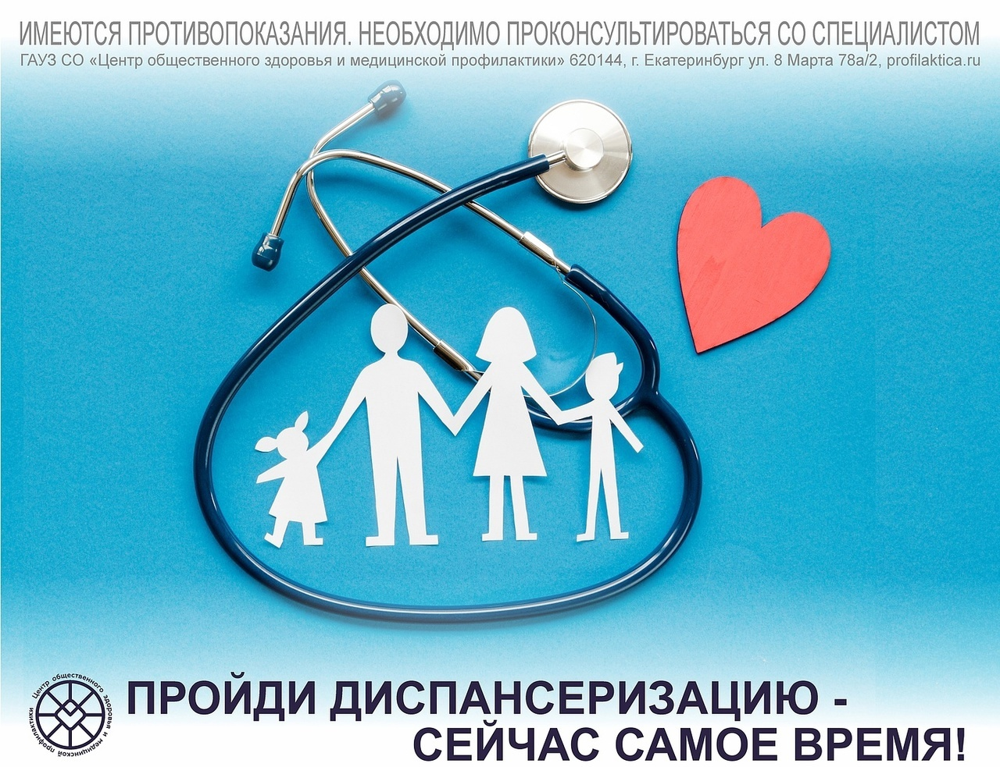 ИМЕЮТСЯ ПРОТИВОПОКАЗАНИЯ. НЕОБХОДИМО ПРОКОНСУЛЬТИРОВАТЬСЯ СО СПЕЦИАЛИСТОМ
ГАУЗ СО «Центр общественного здоровья и медицинской профилактики» 620144, г. Екатеринбург ул. 8 Марта 78а/2, profilaktica.ru
Центр общественного здоровья и медицинской профилактики
ПРОЙДИ ДИСПАНСЕРИЗАЦИЮ -
СЕЙЧАС САМОЕ ВРЕМЯ!